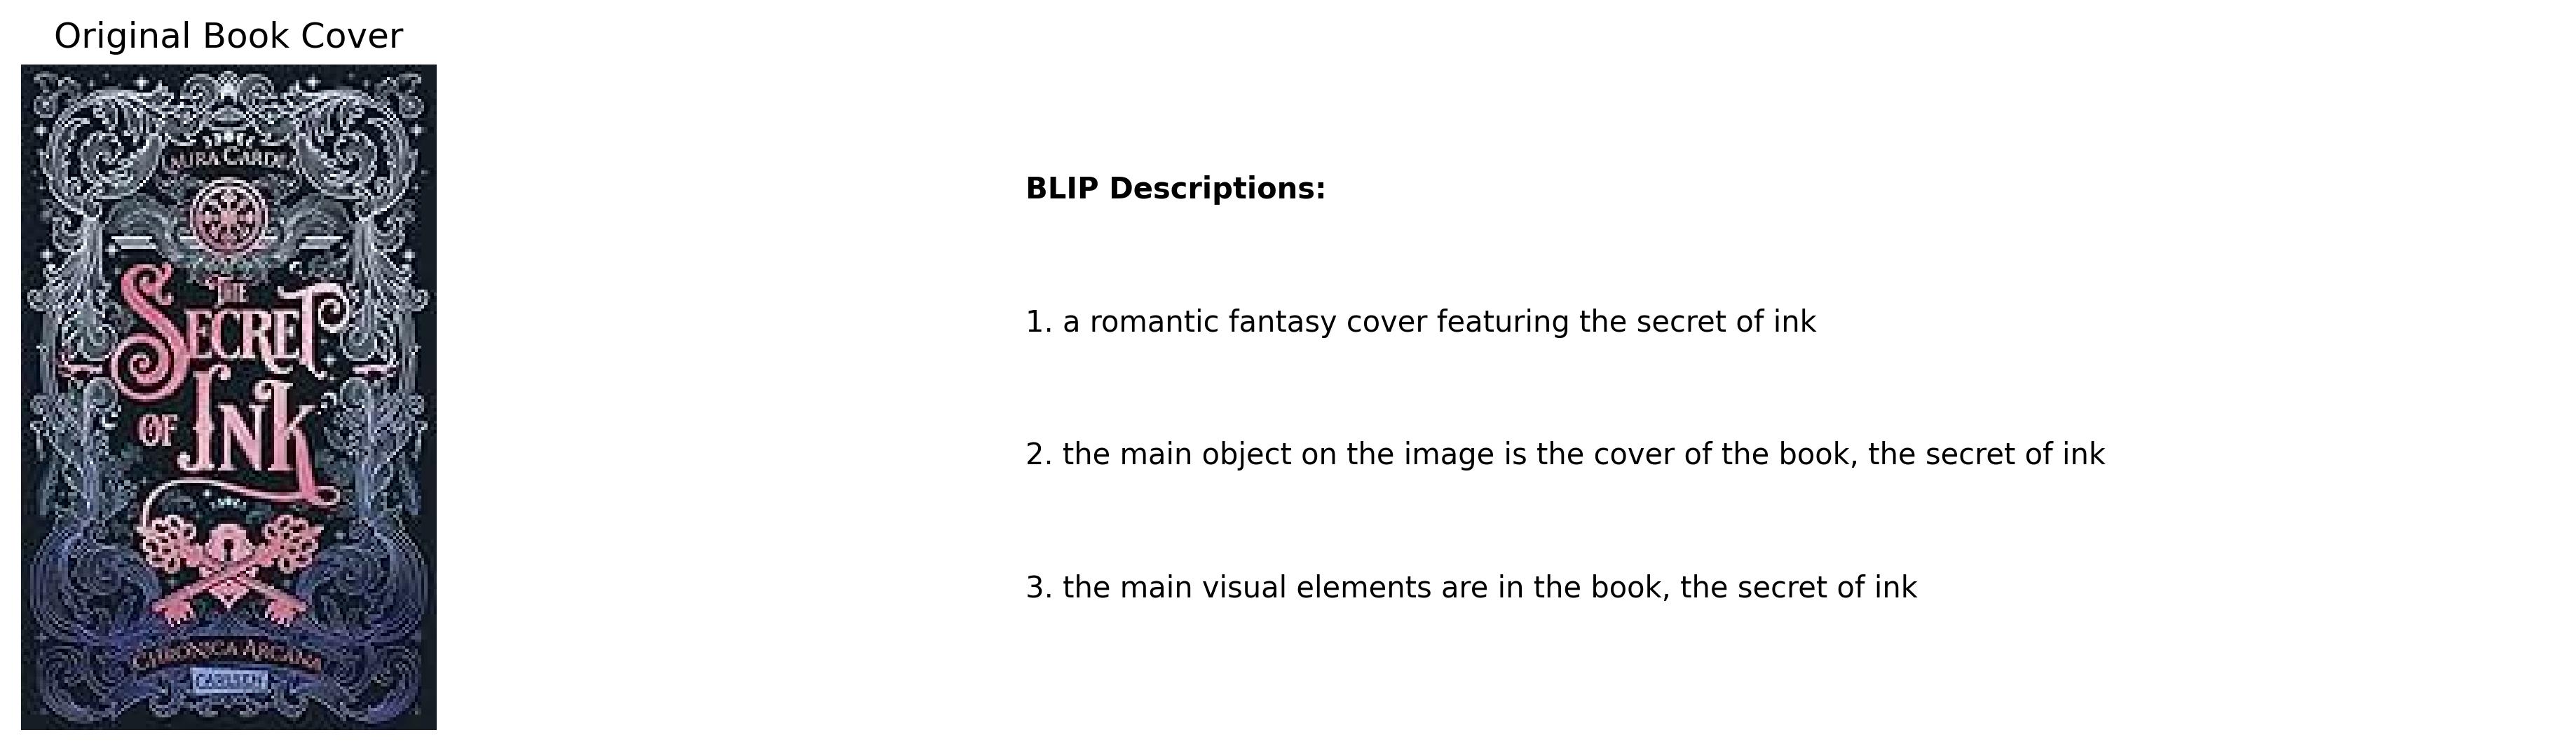 Original Book Cover
LAURA CARDEA
THE
SECRET
OF INK
CHRONICA ARCANA
CARLSEN
BLIP Descriptions:
1. a romantic fantasy cover featuring the secret of ink
2. the main object on the image is the cover of the book, the secret of ink
3. the main visual elements are in the book, the secret of ink